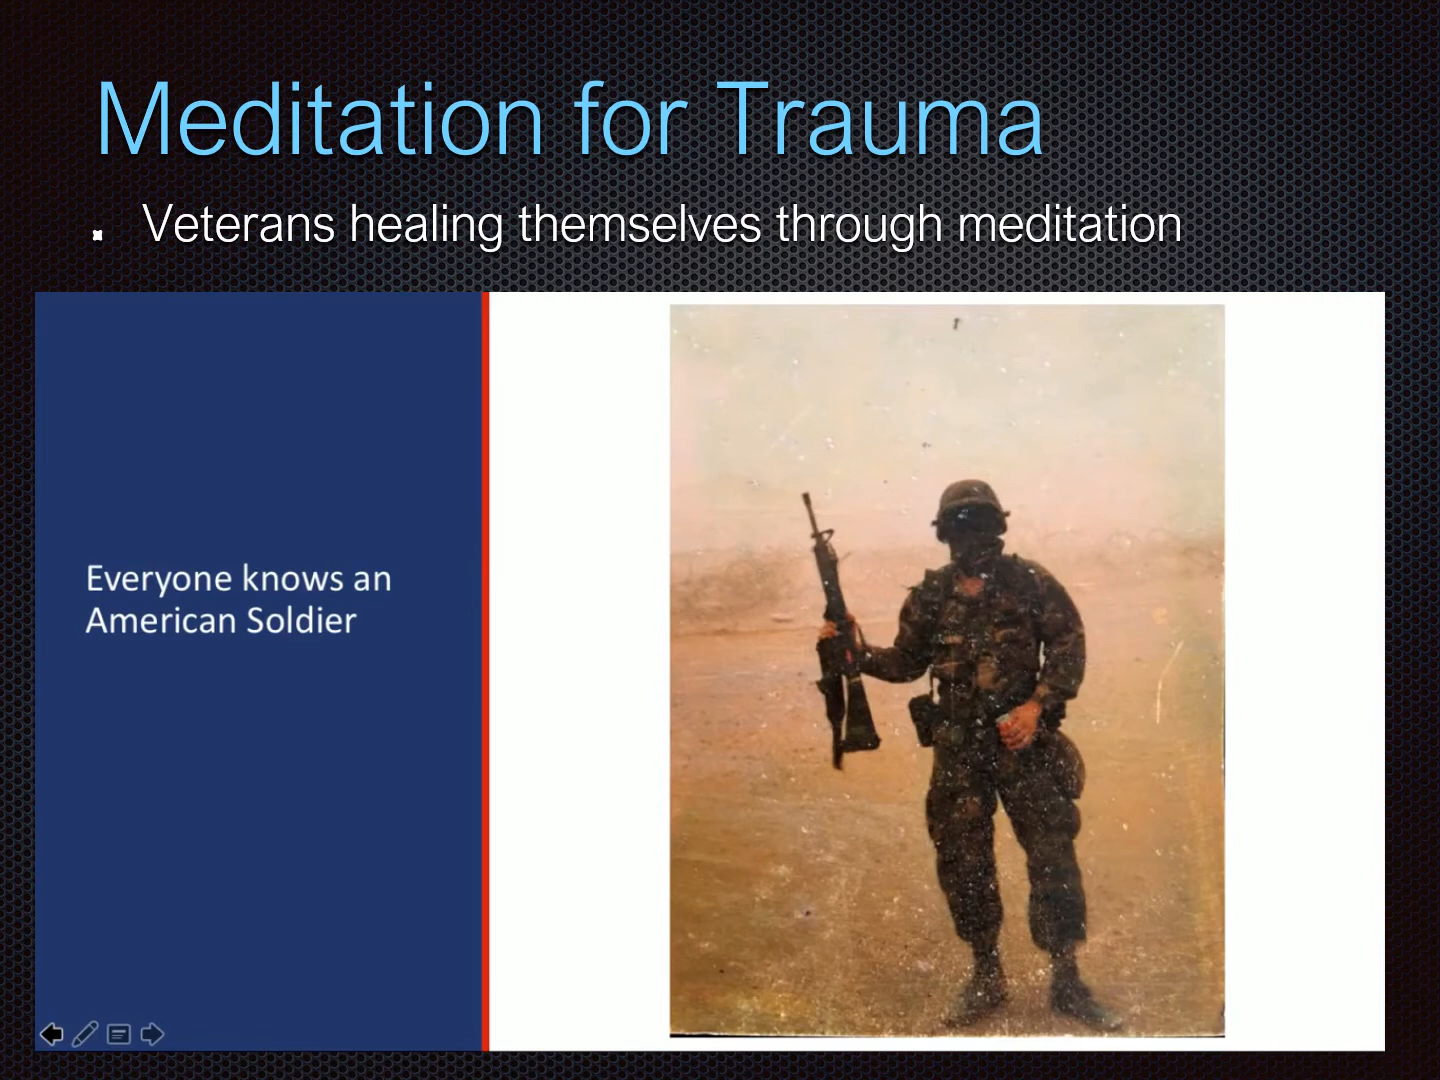 Meditation for Trauma
Veterans healing themselves through meditation
Everyone knows an
American Soldier